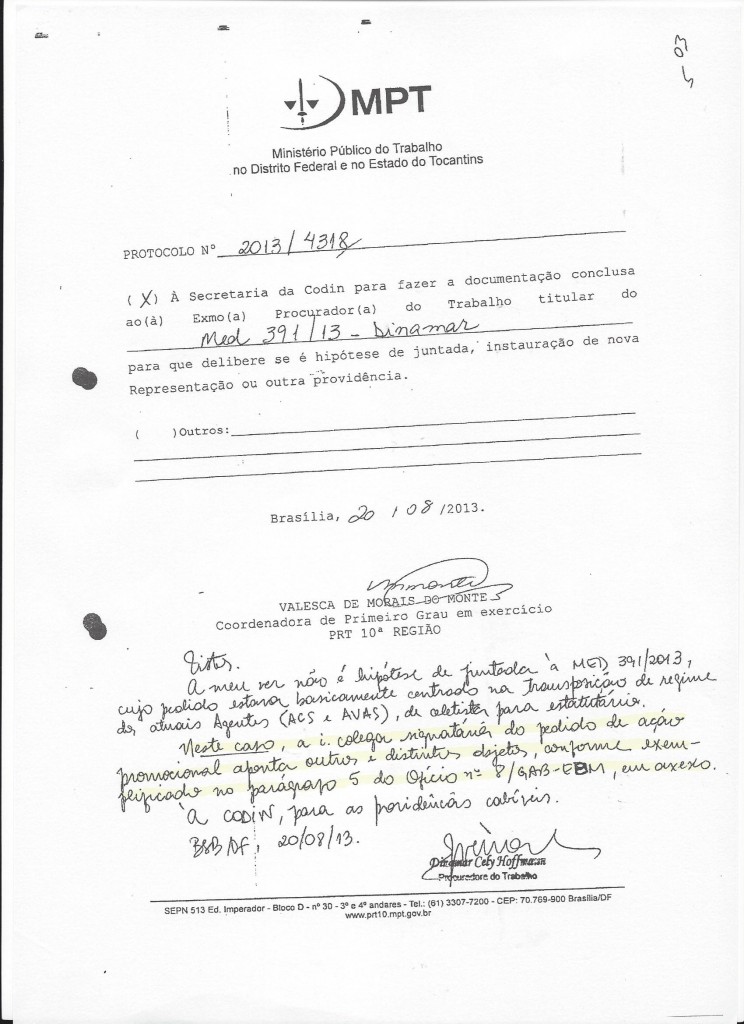 03
MPT
Ministério Público do Trabalho
no Distrito Federal e no Estado do Tocantins
PROTOCOLO Nº 2013/4318
(X) À Secretaria da Codin para fazer a documentação conclusa
ao(à) Exmo(a) Procurador(a) do Trabalho titular do
Med 391/13 - Dinamar
para que delibere se é hipótese de juntada, instauração de nova
Representação ou outra providência.
( )Outros:
Brasília, 20 / 08 /2013.
VALESCA DE MORAIS DO MONTE
Coordenadora de Primeiro Grau em exercício
PRT 10ª REGIÃO
Vistos.
A meu ver não é hipótese de juntada à MED 391/2013,
cujo pedido estava basicamente centrado na transposição de regime
dos atuais Agentes (ACS e AVAS), de celetista para estatutário.
Neste caso, a i. colega signatária do pedido de ação
promocional aponta outros e distintos objetos, conforme exem-
plificado no parágrafo 5 do Ofício nº 8/GAB-EBM, em anexo.
À CODIN, para as providências cabíveis.
BSB/DF, 20/08/13.
Dinamar Cely Hoffmann
Procuradora do Trabalho
SEPN 513 Ed. Imperador - Bloco D - nº 30 - 3º e 4º andares - Tel.: (61) 3307-7200 - CEP: 70.769-900 Brasília/DF
www.prt10.mpt.gov.br